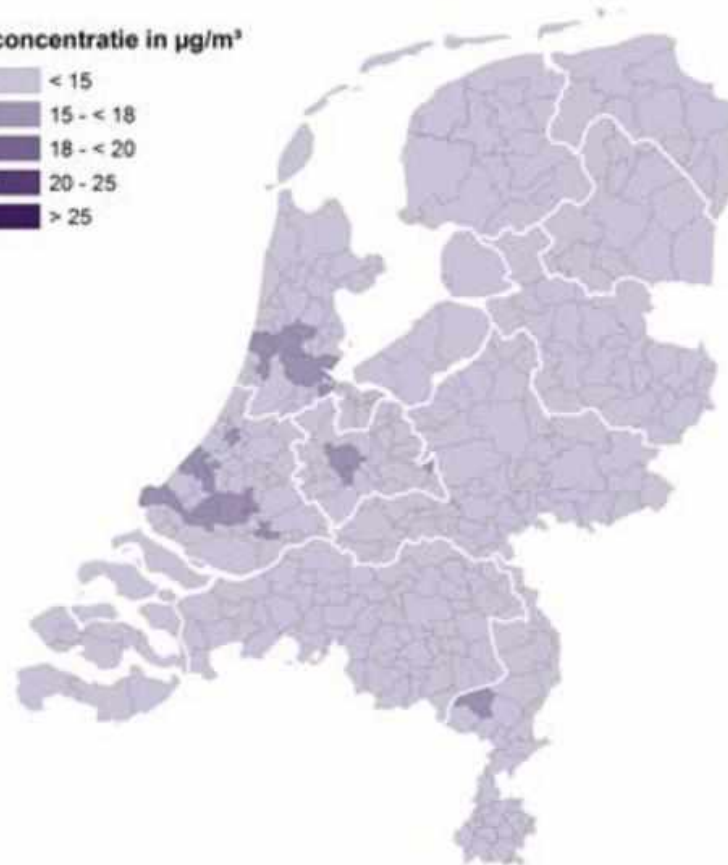 concentratie in µg/m³
< 15
15 - < 18
18 - < 20
20 - 25
> 25